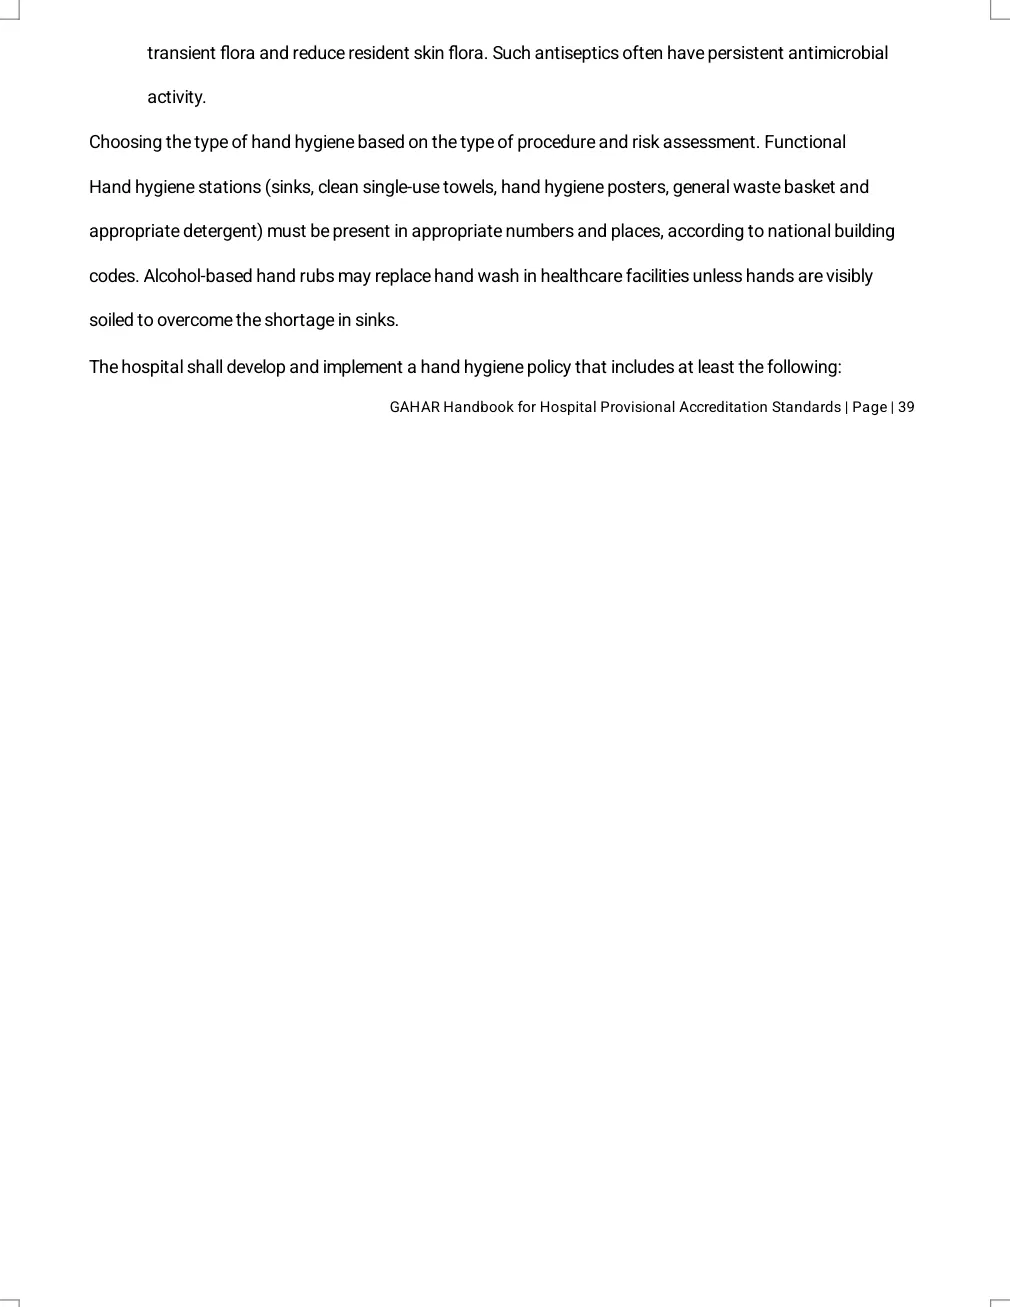 transient flora and reduce resident skin flora. Such antiseptics often have persistent antimicrobial
activity.
Choosing the type of hand hygiene based on the type of procedure and risk assessment. Functional
Hand hygiene stations (sinks, clean single-use towels, hand hygiene posters, general waste basket and
appropriate detergent) must be present in appropriate numbers and places, according to national building
codes. Alcohol-based hand rubs may replace hand wash in healthcare facilities unless hands are visibly
soiled to overcome the shortage in sinks.
The hospital shall develop and implement a hand hygiene policy that includes at least the following:
GAHAR Handbook for Hospital Provisional Accreditation Standards | Page | 39